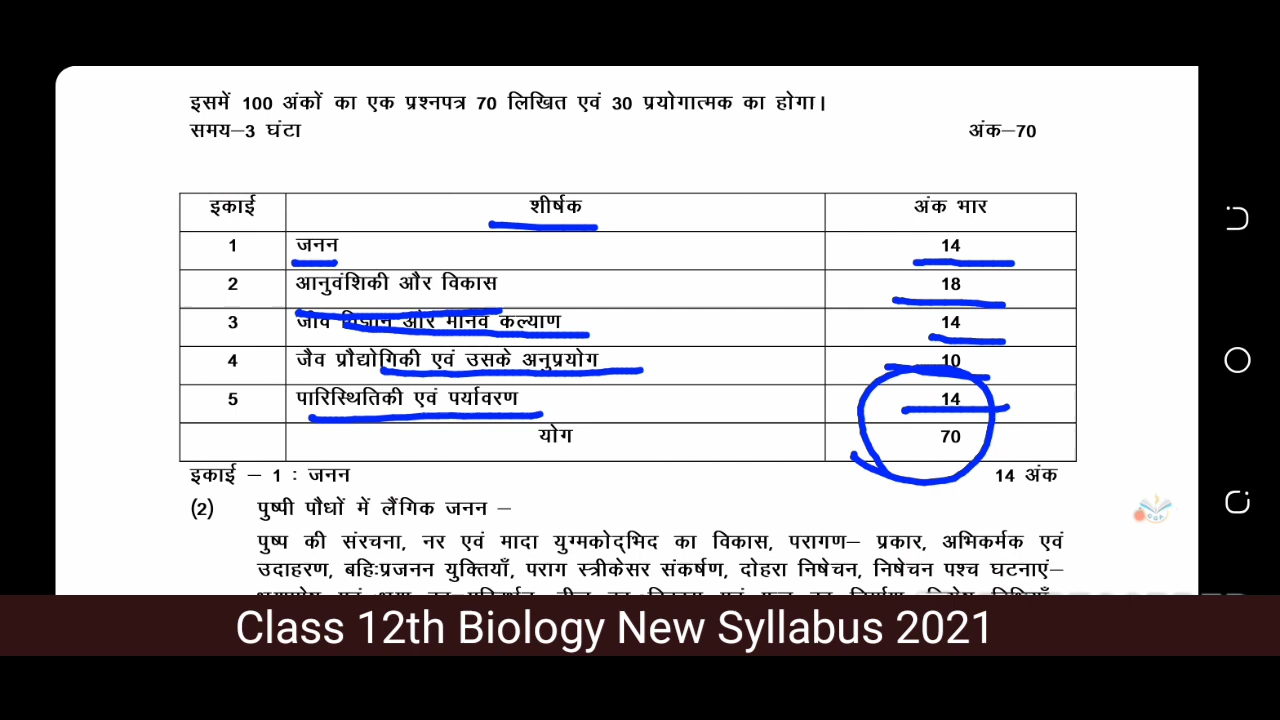 इसमें 100 अंकों का एक प्रश्नपत्र 70 लिखित एवं 30 प्रयोगात्मक का होगा।
समय–3 घंटा अंक–70
इकाई शीर्षक अंक भार
1 जनन 14
2 आनुवंशिकी और विकास 18
3 जीव विज्ञान और मानव कल्याण 14
4 जैव प्रौद्योगिकी एवं उसके अनुप्रयोग 10
5 पारिस्थितिकी एवं पर्यावरण 14
योग 70
इकाई – 1 : जनन 14 अंक
(2) पुष्पी पौधों में लैंगिक जनन –
पुष्प की संरचना, नर एवं मादा युग्मकोद्भिद का विकास, परागण– प्रकार, अभिकर्मक एवं
उदाहरण, बहिःप्रजनन युक्तियाँ, पराग स्त्रीकेसर संकर्षण, दोहरा निषेचन, निषेचन पश्च घटनाएं–
Class 12th Biology New Syllabus 2021